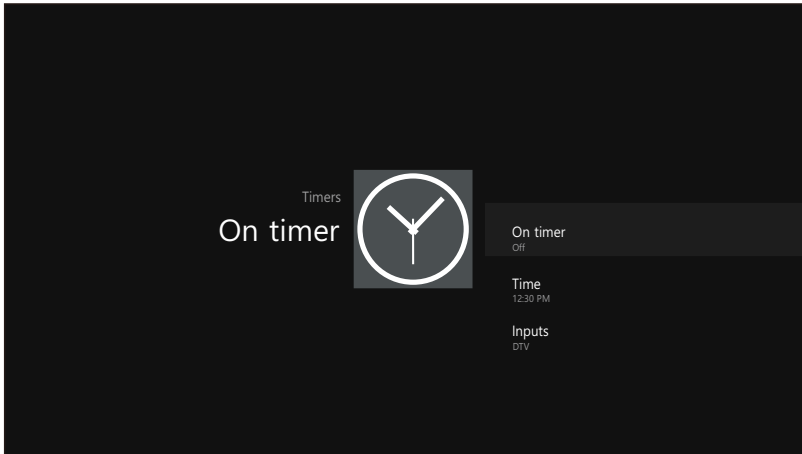 Timers
On timer
On timer
Off
Time
12:30 PM
Inputs
DTV